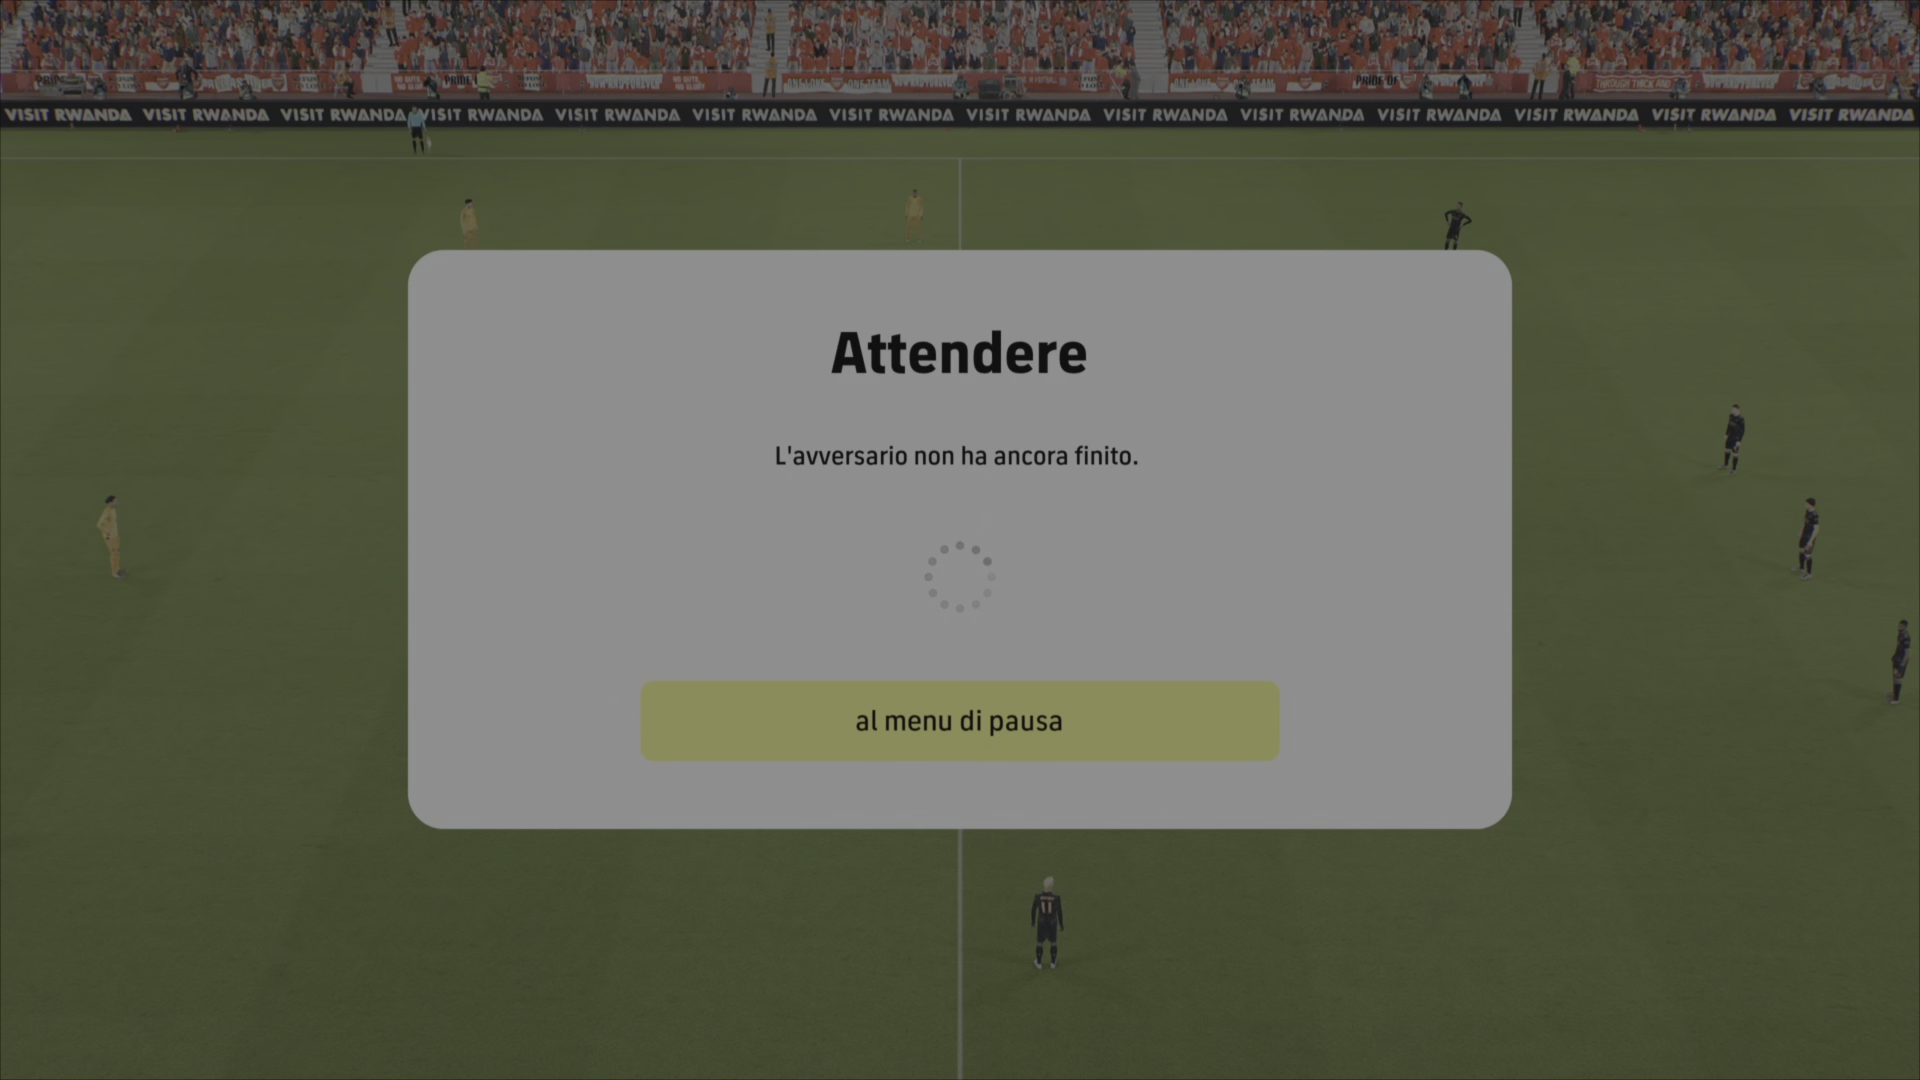 VISIT RWANDA VISIT RWANDA VISIT RWANDA VISIT RWANDA VISIT RWANDA VISIT RWANDA VISIT RWANDA VISIT RWANDA VISIT RWANDA VISIT RWANDA VISIT RWANDA VISIT RWANDA VISIT RWANDA VISIT RWANDA
Attendere
L'avversario non ha ancora finito.
al menu di pausa
11